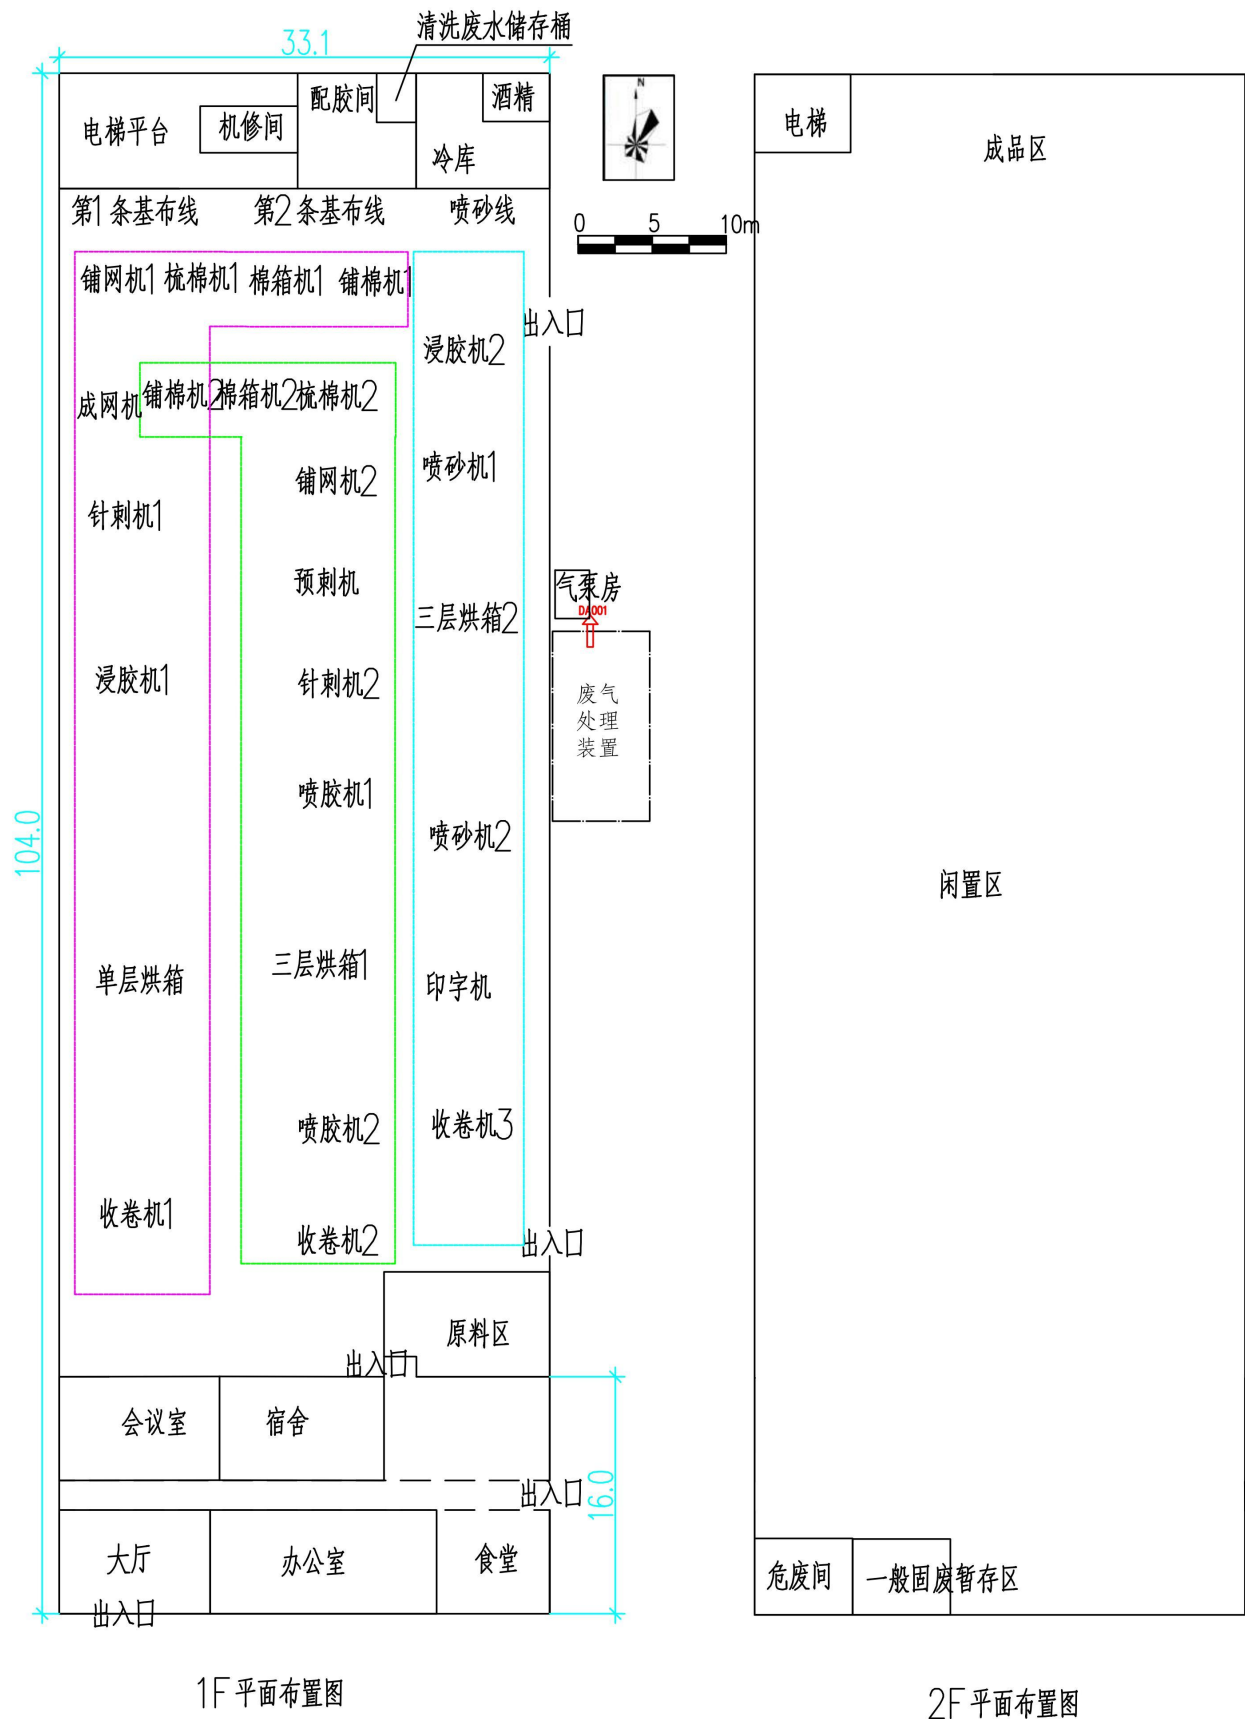 清洗废水储存桶
33.1
配胶间
酒精
电梯平台
机修间
冷库
N
电梯
成品区
第1条基布线
第2条基布线
喷砂线
0 5 10m
铺网机1
梳棉机1
棉箱机1
铺棉机1
出入口
浸胶机2
成网机
铺棉机2
棉箱机2
梳棉机2
铺网机2
喷砂机1
针刺机1
预刺机
气泵房
DA001
三层烘箱2
浸胶机1
针刺机2
废气
处理
装置
喷胶机1
喷砂机2
104.0
闲置区
单层烘箱
三层烘箱1
印字机
喷胶机2
收卷机3
收卷机1
收卷机2
出入口
原料区
出入口
会议室
宿舍
出入口
16.0
大厅
办公室
食堂
出入口
危废间
一般固废暂存区
1F平面布置图
2F平面布置图